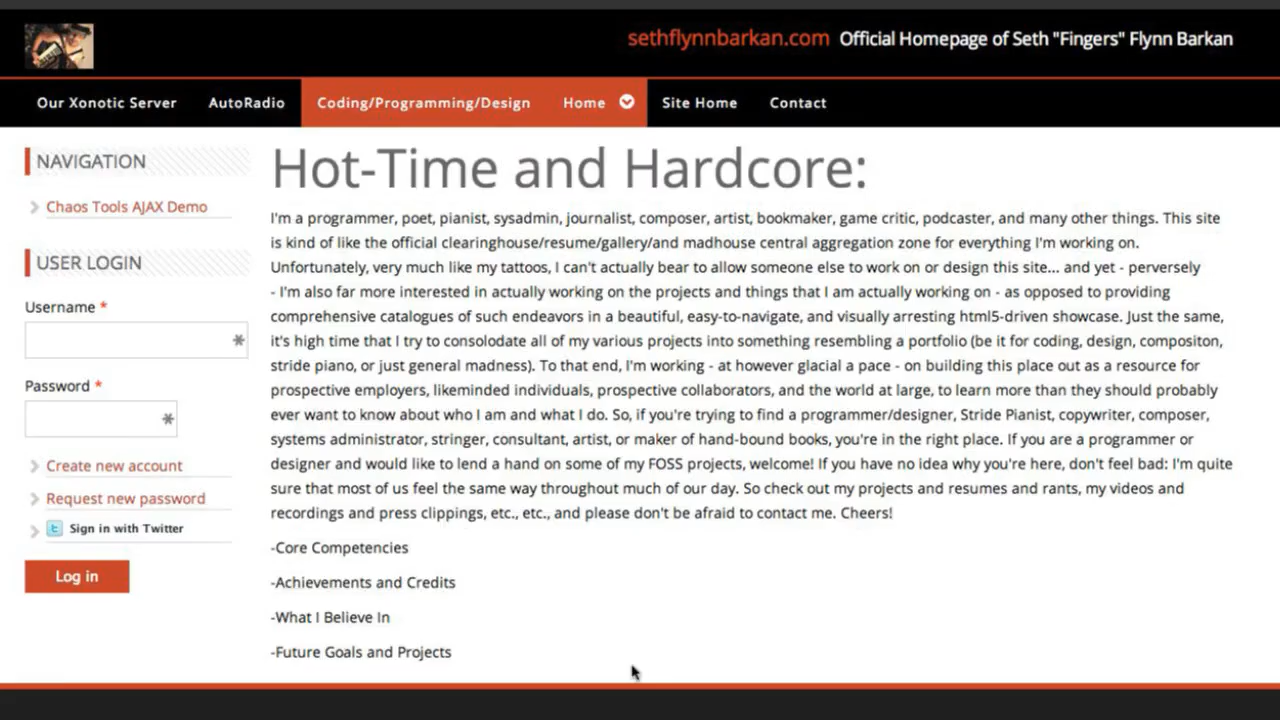 sethflynnbarkan.com Official Homepage of Seth "Fingers" Flynn Barkan
Our Xonotic Server AutoRadio Coding/Programming/Design Home Site Home Contact
NAVIGATION
Chaos Tools AJAX Demo
USER LOGIN
Username *
Password *
Create new account
Request new password
Sign in with Twitter
Log in
Hot-Time and Hardcore:
I'm a programmer, poet, pianist, sysadmin, journalist, composer, artist, bookmaker, game critic, podcaster, and many other things. This site
is kind of like the official clearinghouse/resume/gallery/and madhouse central aggregation zone for everything I'm working on.
Unfortunately, very much like my tattoos, I can't actually bear to allow someone else to work on or design this site... and yet - perversely
- I'm also far more interested in actually working on the projects and things that I am actually working on - as opposed to providing
comprehensive catalogues of such endeavors in a beautiful, easy-to-navigate, and visually arresting html5-driven showcase. Just the same,
it's high time that I try to consolodate all of my various projects into something resembling a portfolio (be it for coding, design, compositon,
stride piano, or just general madness). To that end, I'm working - at however glacial a pace - on building this place out as a resource for
prospective employers, likeminded individuals, prospective collaborators, and the world at large, to learn more than they should probably
ever want to know about who I am and what I do. So, if you're trying to find a programmer/designer, Stride Pianist, copywriter, composer,
systems administrator, stringer, consultant, artist, or maker of hand-bound books, you're in the right place. If you are a programmer or
designer and would like to lend a hand on some of my FOSS projects, welcome! If you have no idea why you're here, don't feel bad: I'm quite
sure that most of us feel the same way throughout much of our day. So check out my projects and resumes and rants, my videos and
recordings and press clippings, etc., etc., and please don't be afraid to contact me. Cheers!
-Core Competencies
-Achievements and Credits
-What I Believe In
-Future Goals and Projects